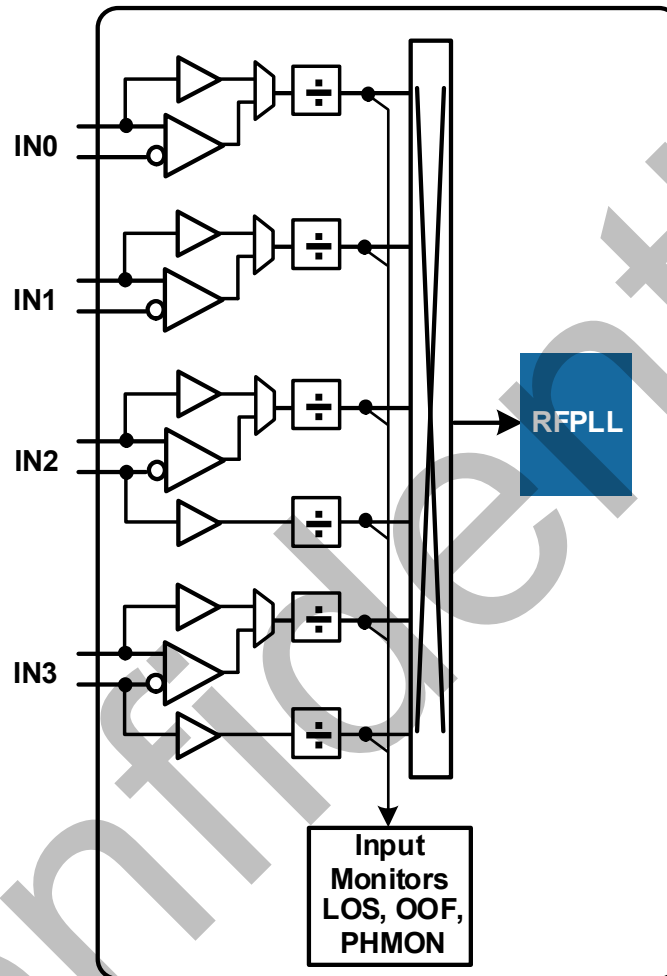 IN0
IN1
IN2
IN3
÷
÷
÷
÷
÷
÷
RFPLL
Input
Monitors
LOS, OOF,
PHMON